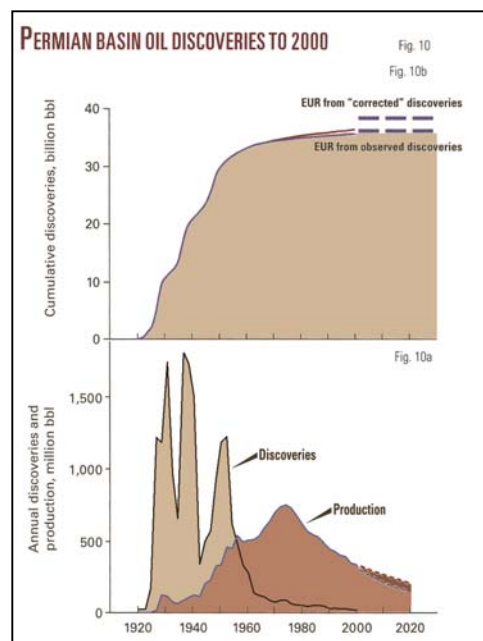 PERMIAN BASIN OIL DISCOVERIES TO 2000
Fig. 10
Fig. 10b
EUR from "corrected" discoveries
EUR from observed discoveries
Cumulative discoveries, billion bbl
40
30
20
10
0
Fig. 10a
Annual discoveries and
production, million bbl
1,500
1,000
500
0
Discoveries
Production
1920 1940 1960 1980 2000 2020